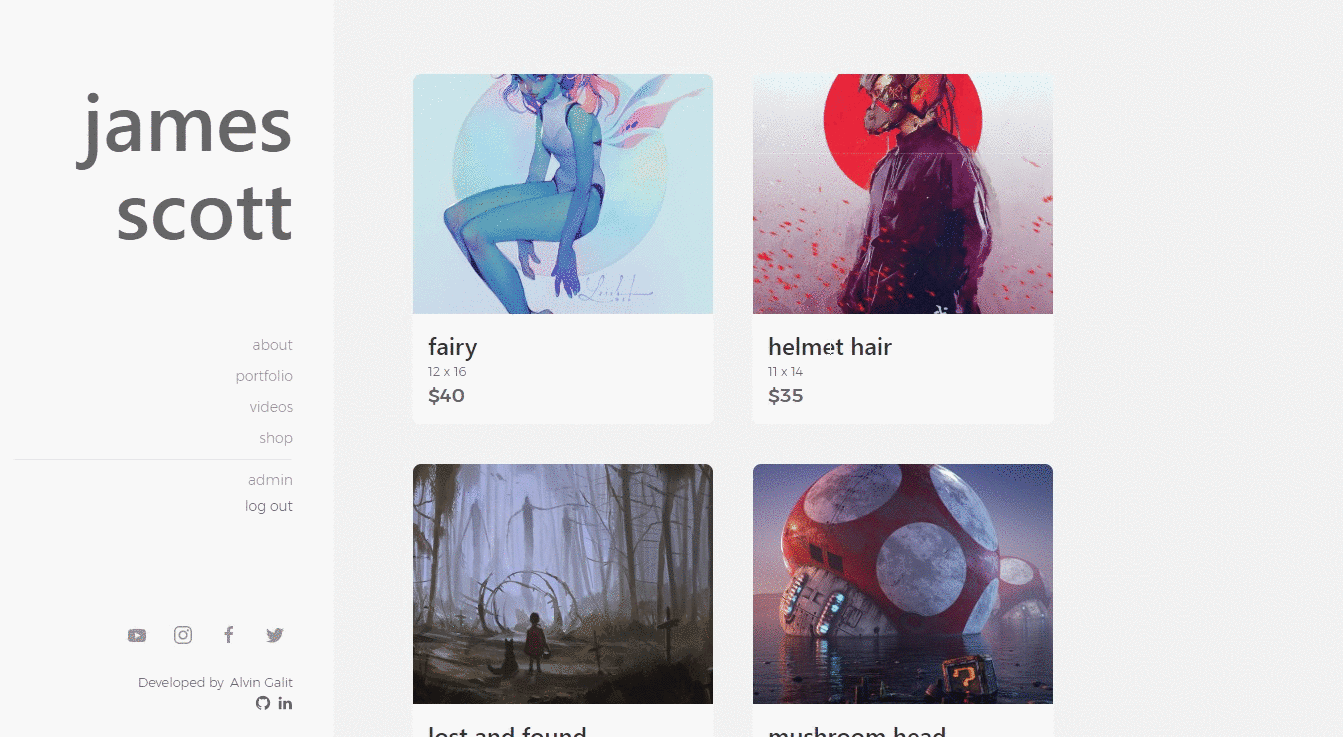 james
scott
about
portfolio
videos
shop
admin
log out
Developed by Alvin Galit
fairy
12 x 16
$40
helmet hair
11 x 14
$35
lost and found
mushroom head
?